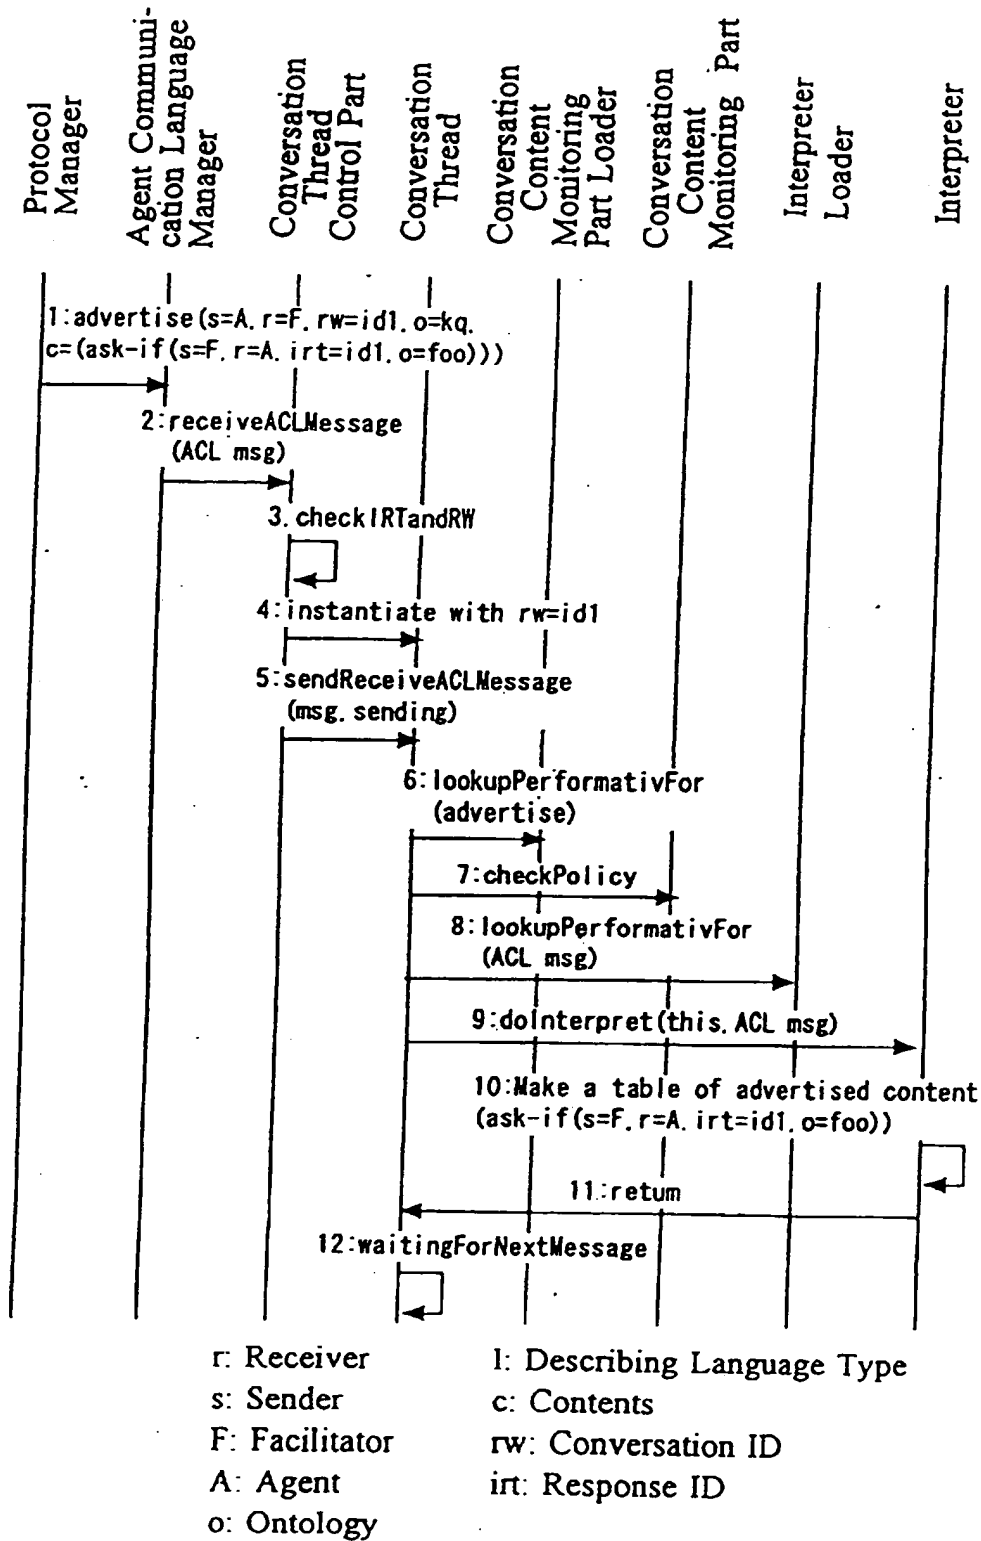 Protocol
Manager
Agent Communi-
cation Language
Manager
Conversation
Thread
Control Part
Conversation
Thread
Conversation
Content
Monitoring
Part Loader
Conversation
Content
Monitoring Part
Interpreter
Loader
Interpreter
1:advertise(s=A. r=F. rw=id1. o=kq.
c=(ask-if(s=F. r=A. irt=id1. o=foo)))
2:receiveACLMessage
(ACL msg)
3. checkIRTandRW
4:instantiate with rw=id1
5:sendReceiveACLMessage
(msg. sending)
6:lookupPerformativFor
(advertise)
7:checkPolicy
8:lookupPerformativFor
(ACL msg)
9:doInterpret(this. ACL msg)
10:Make a table of advertised content
(ask-if(s=F. r=A. irt=id1. o=foo))
11:retum
12:waitingForNextMessage
r: Receiver
s: Sender
F: Facilitator
A: Agent
o: Ontology
l: Describing Language Type
c: Contents
rw: Conversation ID
irt: Response ID